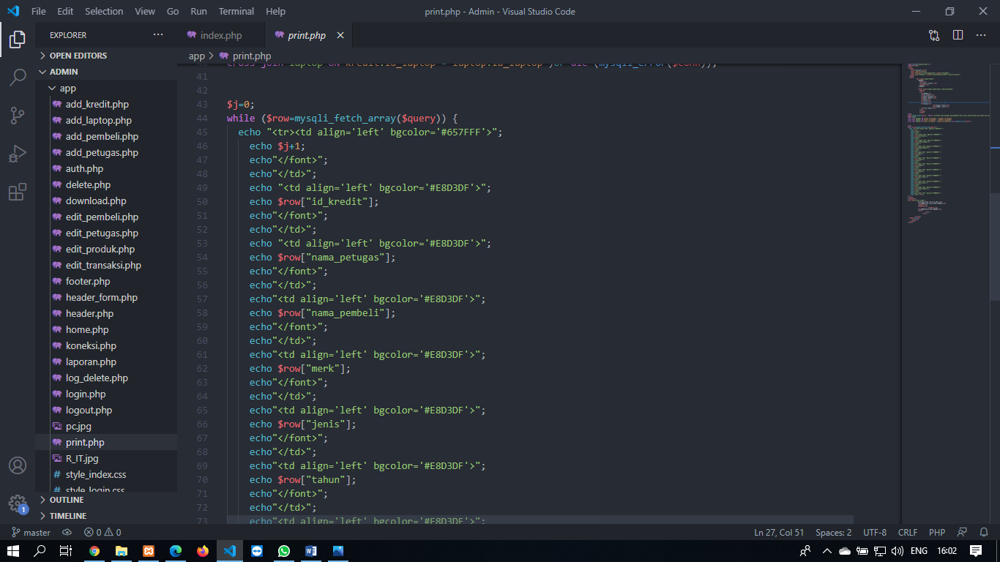 File Edit Selection View Go Run Terminal Help
print.php - Admin - Visual Studio Code
EXPLORER
index.php
print.php
OPEN EDITORS
ADMIN
app
add_kredit.php
add_laptop.php
add_pembeli.php
add_petugas.php
auth.php
delete.php
download.php
edit_pembeli.php
edit_petugas.php
edit_produk.php
edit_transaksi.php
footer.php
header_form.php
header.php
home.php
koneksi.php
laporan.php
log_delete.php
login.php
logout.php
pc.jpg
print.php
R_IT.jpg
style_index.css
style_login.css
OUTLINE
TIMELINE
app > print.php
40 cross join laptop on kredit.id_laptop = laptop.id_laptop )or die (mysqli_error($conn));
41
42
43 $j=0;
44 while ($row=mysqli_fetch_array($query)) {
45 echo "<tr><td align='left' bgcolor='#657FFF'>";
46 echo $j+1;
47 echo"</font>";
48 echo"</td>";
49 echo "<td align='left' bgcolor='#E8D3DF'>";
50 echo $row["id_kredit"];
51 echo"</font>";
52 echo"</td>";
53 echo "<td align='left' bgcolor='#E8D3DF'>";
54 echo $row["nama_petugas"];
55 echo"</font>";
56 echo"</td>";
57 echo"<td align='left' bgcolor='#E8D3DF'>";
58 echo $row["nama_pembeli"];
59 echo"</font>";
60 echo"</td>";
61 echo"<td align='left' bgcolor='#E8D3DF'>";
62 echo $row["merk"];
63 echo"</font>";
64 echo"</td>";
65 echo"<td align='left' bgcolor='#E8D3DF'>";
66 echo $row["jenis"];
67 echo"</font>";
68 echo"</td>";
69 echo"<td align='left' bgcolor='#E8D3DF'>";
70 echo $row["tahun"];
71 echo"</font>";
72 echo"</td>";
73 echo"<td align='left' bgcolor='#E8D3DF'>";
1
master 0 0
Ln 27, Col 51 Spaces: 2 UTF-8 CRLF PHP
ENG 16:02